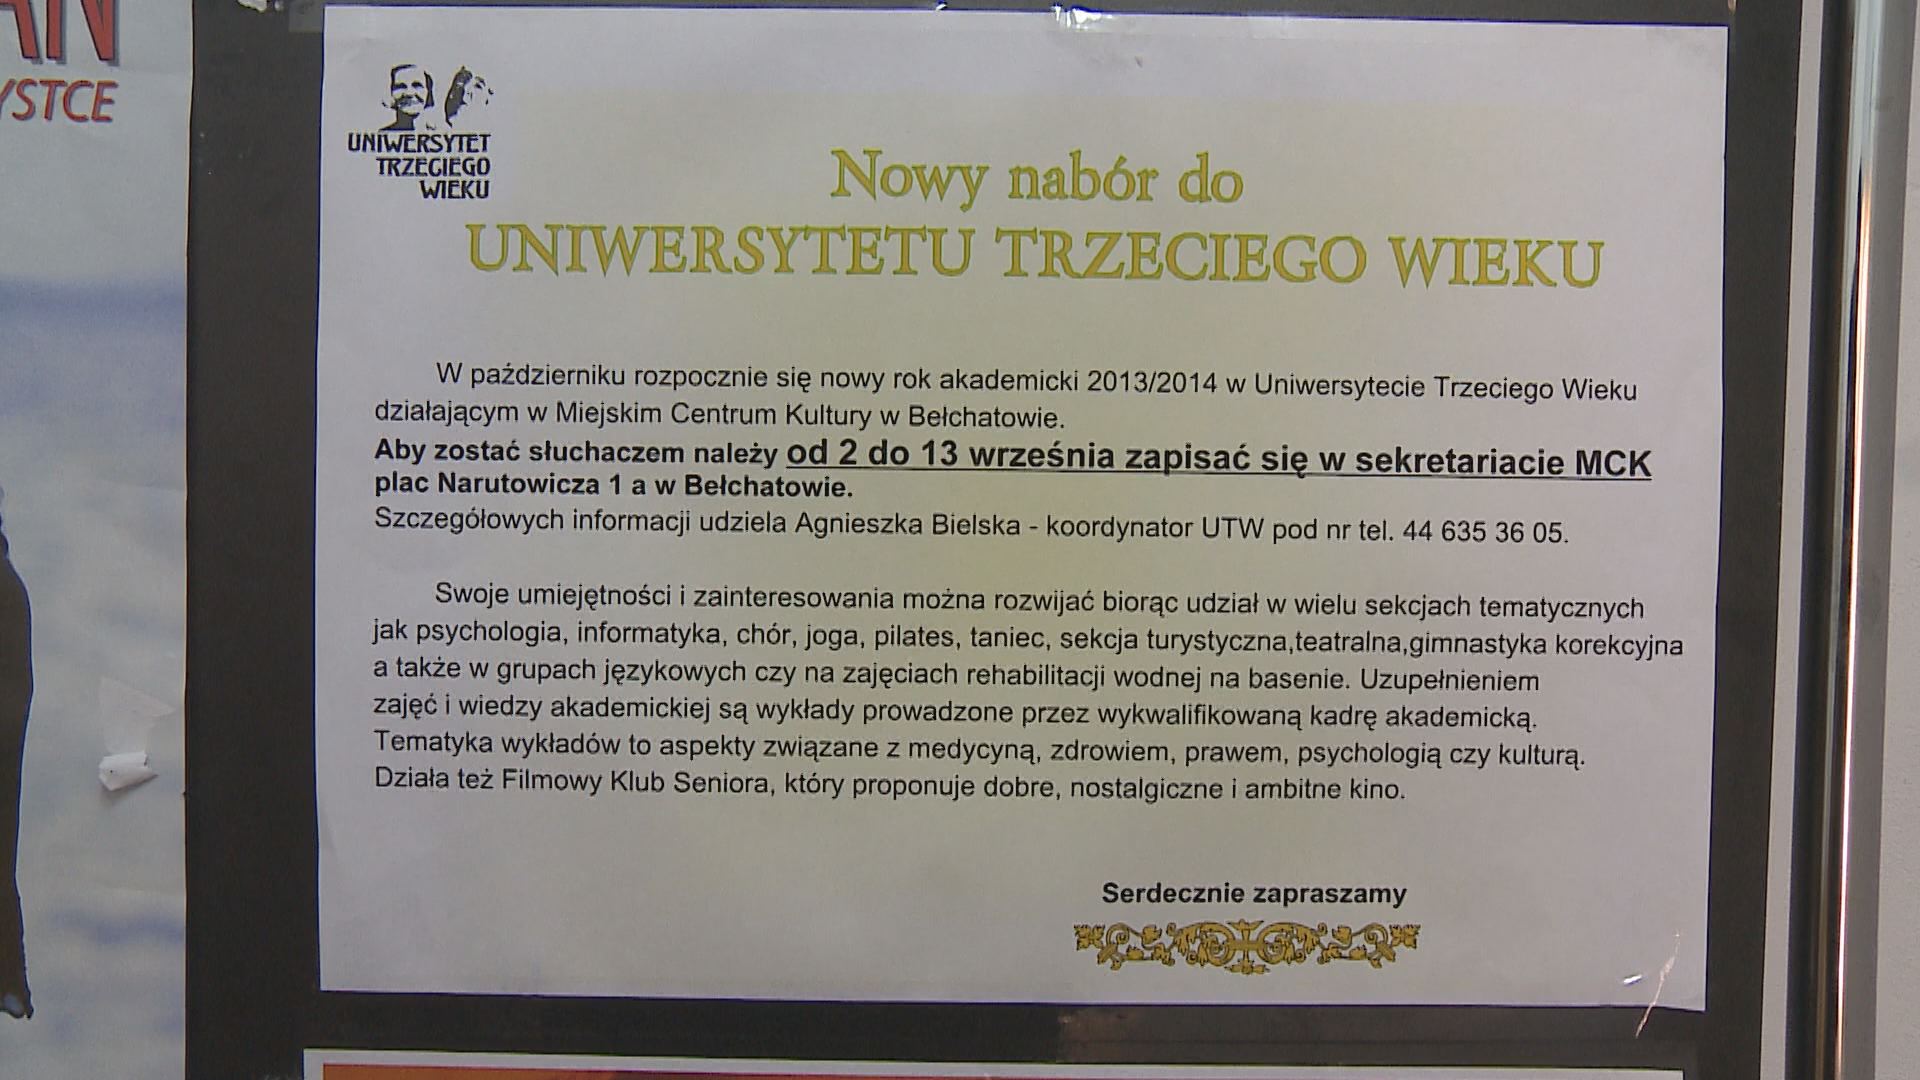 AN
YSTCE
UNIWERSYTET
TRZECIEGO
WIEKU
Nowy nabór do
UNIWERSYTETU TRZECIEGO WIEKU
W październiku rozpocznie się nowy rok akademicki 2013/2014 w Uniwersytecie Trzeciego Wieku
działającym w Miejskim Centrum Kultury w Bełchatowie.
Aby zostać słuchaczem należy od 2 do 13 września zapisać się w sekretariacie MCK
plac Narutowicza 1 a w Bełchatowie.
Szczegółowych informacji udziela Agnieszka Bielska - koordynator UTW pod nr tel. 44 635 36 05.
Swoje umiejętności i zainteresowania można rozwijać biorąc udział w wielu sekcjach tematycznych
jak psychologia, informatyka, chór, joga, pilates, taniec, sekcja turystyczna,teatralna,gimnastyka korekcyjna
a także w grupach językowych czy na zajęciach rehabilitacji wodnej na basenie. Uzupełnieniem
zajęć i wiedzy akademickiej są wykłady prowadzone przez wykwalifikowaną kadrę akademicką.
Tematyka wykładów to aspekty związane z medycyną, zdrowiem, prawem, psychologią czy kulturą.
Działa też Filmowy Klub Seniora, który proponuje dobre, nostalgiczne i ambitne kino.
Serdecznie zapraszamy